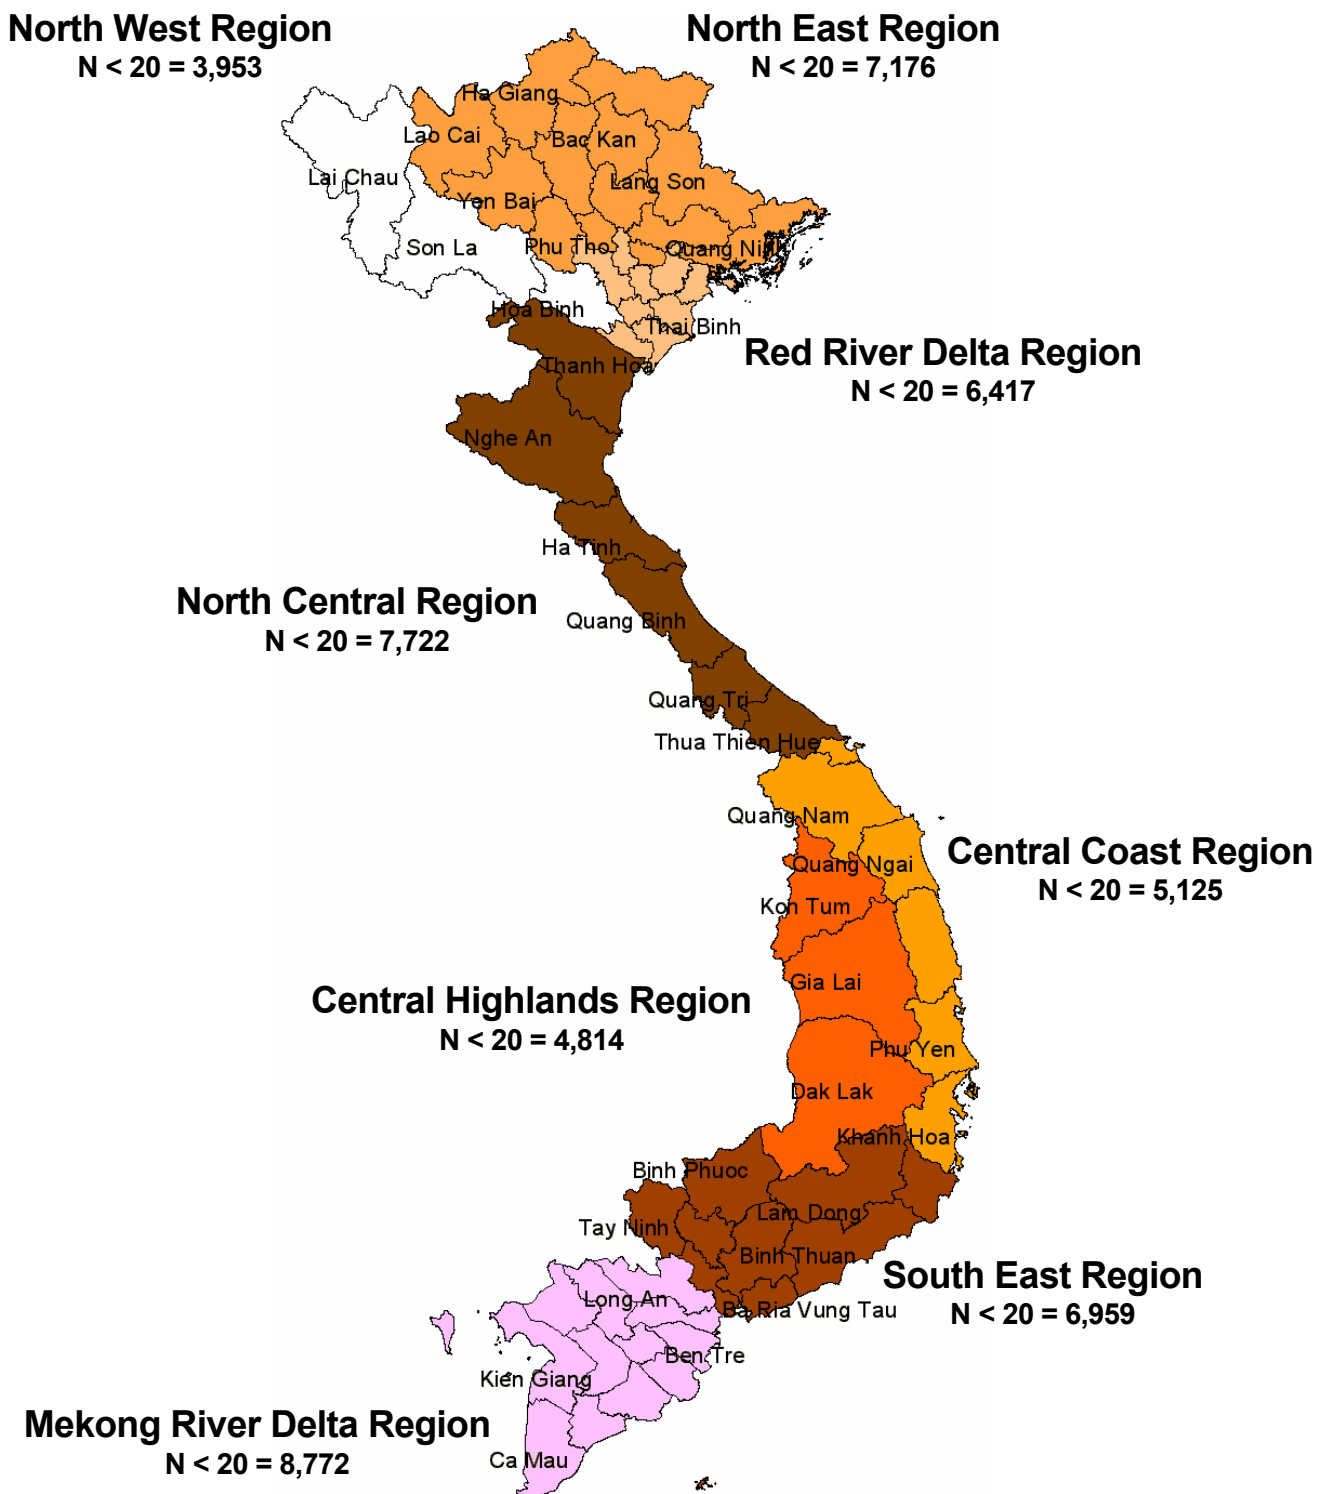 North West Region
N < 20 = 3,953
North East Region
N < 20 = 7,176
Ha Giang
Lao Cai
Bac Kan
Lai Chau
Lang Son
Yen Bai
Son La
Phu Tho
Quang Ninh
Hoa Binh
Thai Binh
Red River Delta Region
N < 20 = 6,417
Thanh Hoa
Nghe An
Ha Tinh
North Central Region
N < 20 = 7,722
Quang Binh
Quang Tri
Thua Thien Hue
Quang Nam
Central Coast Region
N < 20 = 5,125
Quang Ngai
Kon Tum
Gia Lai
Central Highlands Region
N < 20 = 4,814
Phu Yen
Dak Lak
Khanh Hoa
Binh Phuoc
Lam Dong
Tay Ninh
Binh Thuan
South East Region
N < 20 = 6,959
Long An
Ba Ria Vung Tau
Ben Tre
Kien Giang
Mekong River Delta Region
N < 20 = 8,772
Ca Mau